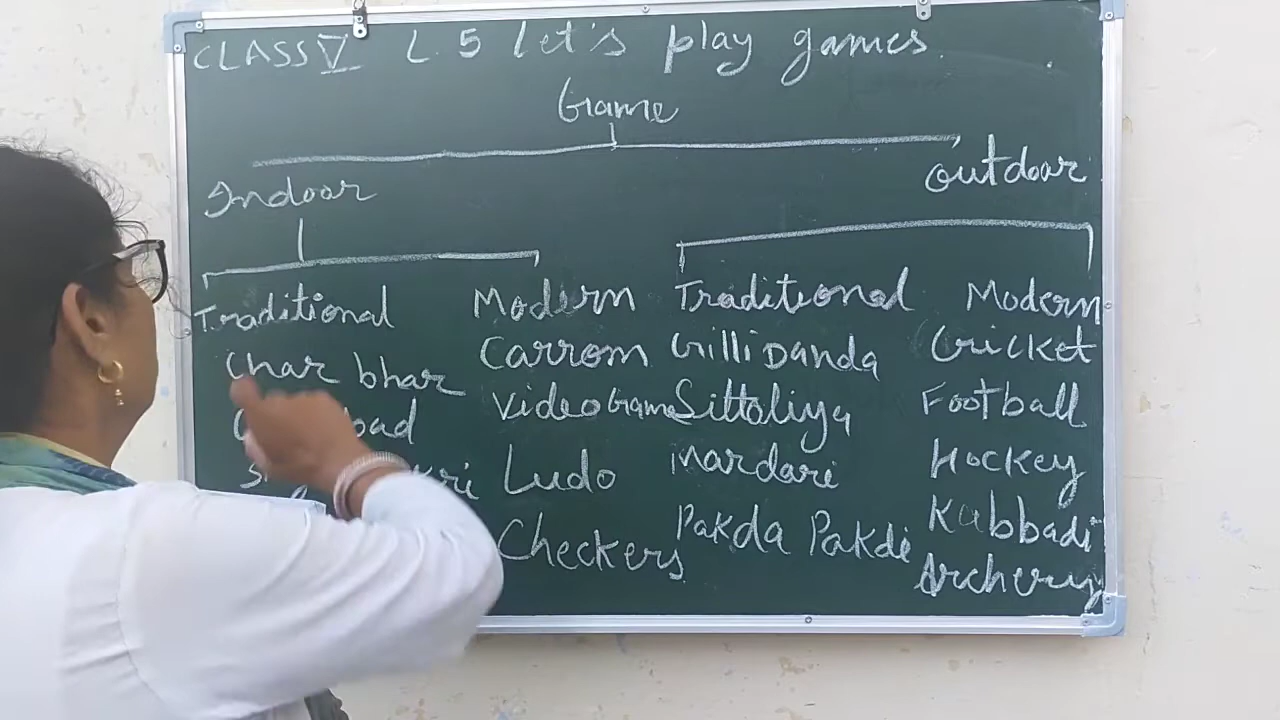 CLASS V L.5 Let's play games.
Game
Indoor
outdoor
Traditional Modern Traditional Modern
Char bhar Carrom Gilli Danda Cricket
Video Game Sittoliya Football
Ludo Mardari Hockey
Checkers Pakda Pakdi Kabbadi
Archery